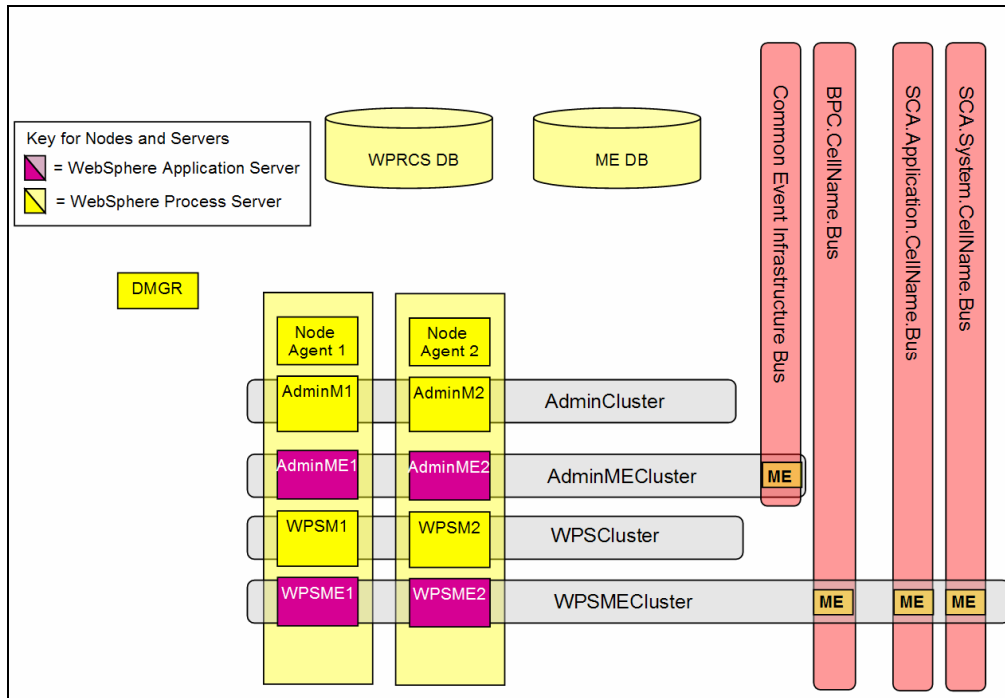 WPRCS DB
ME DB
Key for Nodes and Servers
= WebSphere Application Server
= WebSphere Process Server
Common Event Infrastructure Bus
BPC.CellName.Bus
SCA.Application.CellName.Bus
SCA.System.CellName.Bus
DMGR
Node
Agent 1
Node
Agent 2
AdminM1
AdminM2
AdminCluster
AdminME1
AdminME2
AdminMECluster
ME
WPSM1
WPSM2
WPSCluster
WPSME1
WPSME2
WPSMECluster
ME
ME
ME